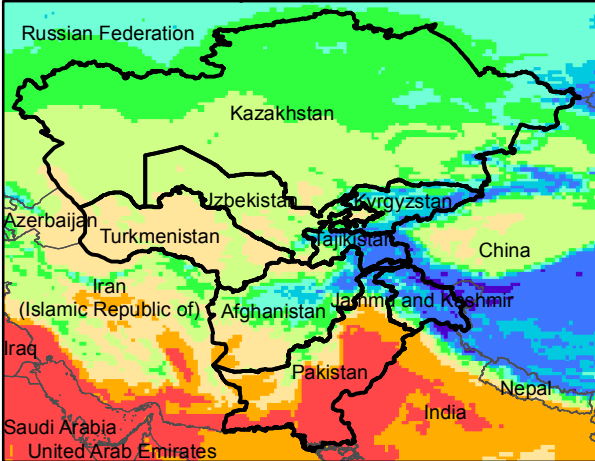 Russian Federation
Kazakhstan
Uzbekistan
Kyrgyzstan
Azerbaijan
Turkmenistan
Tajikistan
China
Iran
(Islamic Republic of)
Afghanistan
Jammu and Kashmir
Iraq
Pakistan
Nepal
India
Saudi Arabia
United Arab Emirates